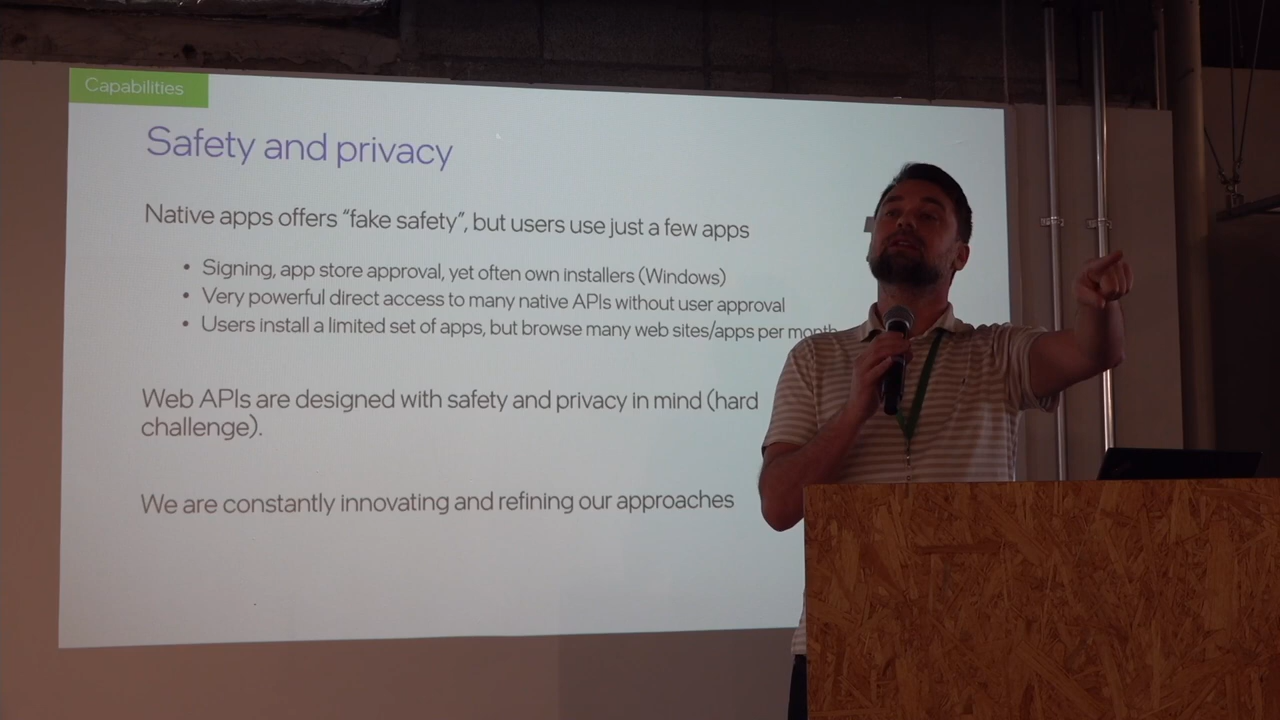 Capabilities
Safety and privacy
Native apps offers “fake safety”, but users use just a few apps
• Signing, app store approval, yet often own installers (Windows)
• Very powerful direct access to many native APIs without user approval
• Users install a limited set of apps, but browse many web sites/apps per month
Web APIs are designed with safety and privacy in mind (hard
challenge).
We are constantly innovating and refining our approaches